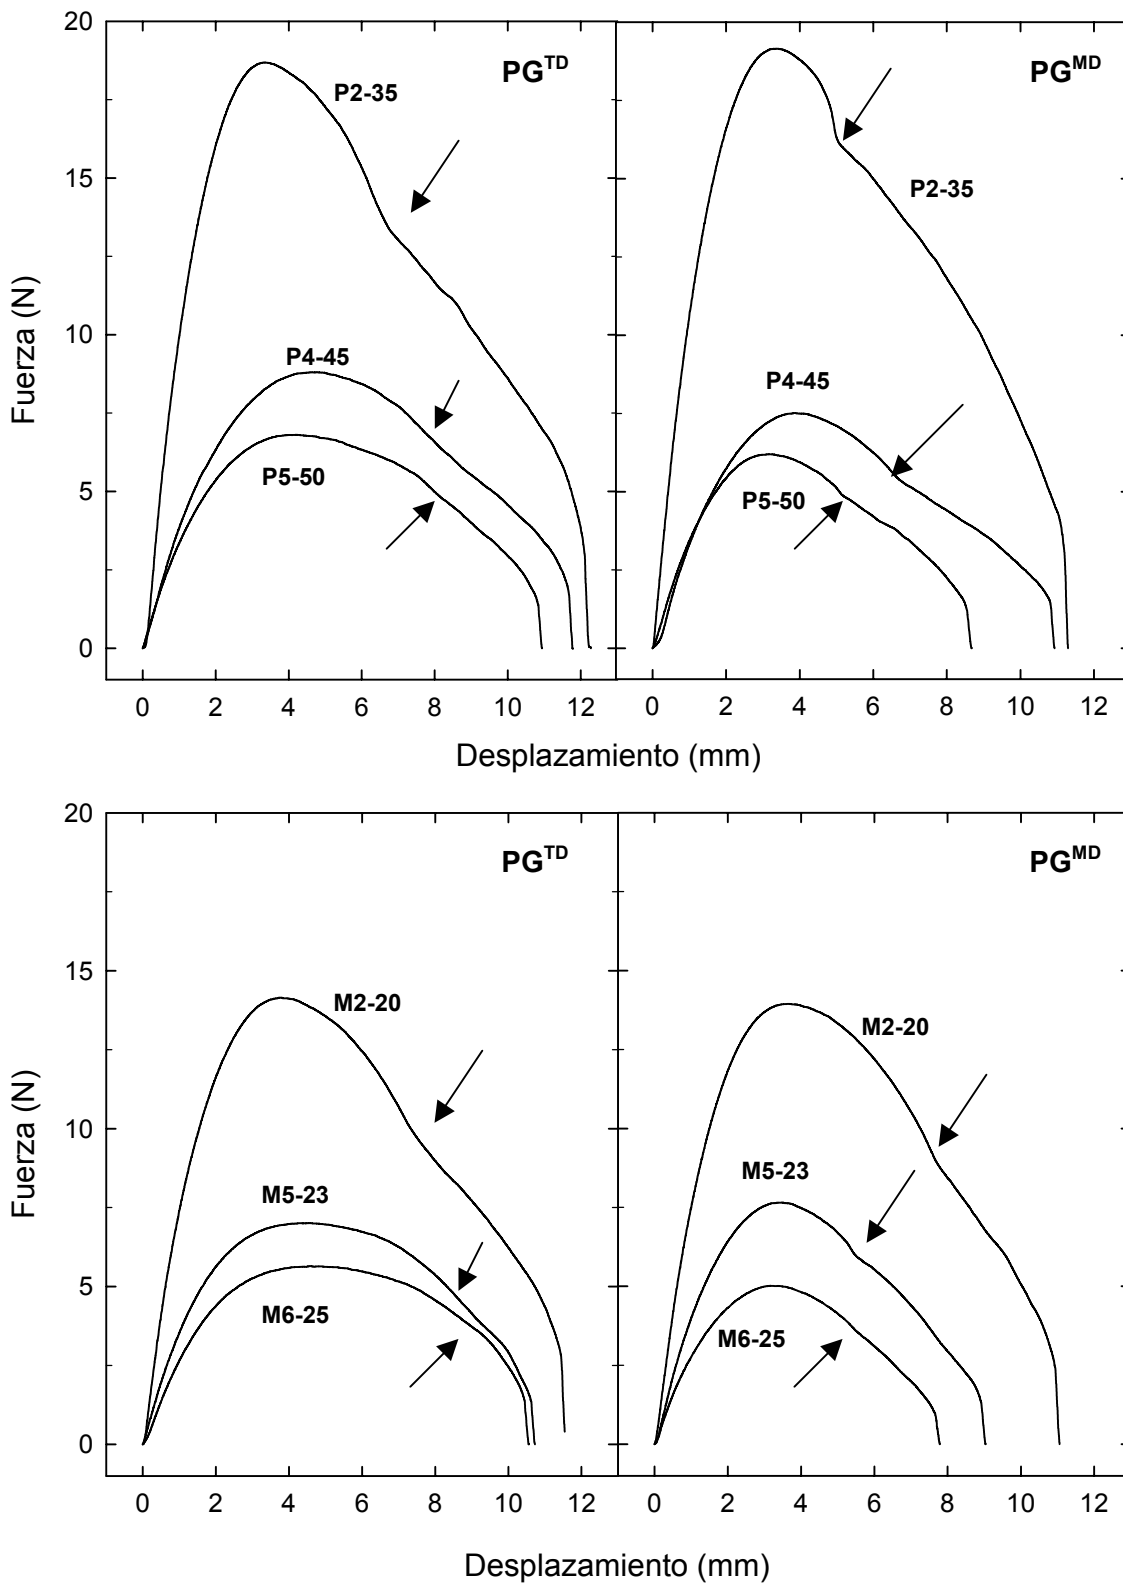 20
15
10
5
0
Fuerza (N)
PG^TD
P2-35
P4-45
P5-50
PG^MD
P2-35
P4-45
P5-50
0 2 4 6 8 10 12 0 2 4 6 8 10 12
Desplazamiento (mm)
20
15
10
5
0
Fuerza (N)
PG^TD
M2-20
M5-23
M6-25
PG^MD
M2-20
M5-23
M6-25
0 2 4 6 8 10 12 0 2 4 6 8 10 12
Desplazamiento (mm)